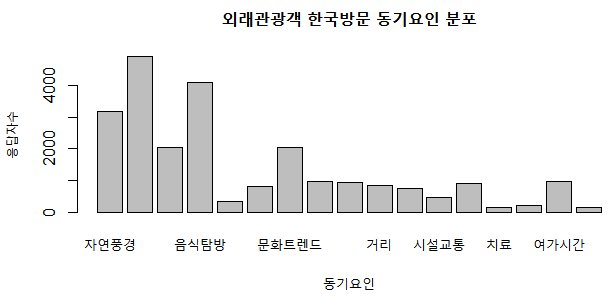 외래관광객 한국방문 동기요인 분포
응답자수
4000
2000
0
자연풍경 음식탐방 문화트렌드 거리 시설교통 치료 여가시간
동기요인